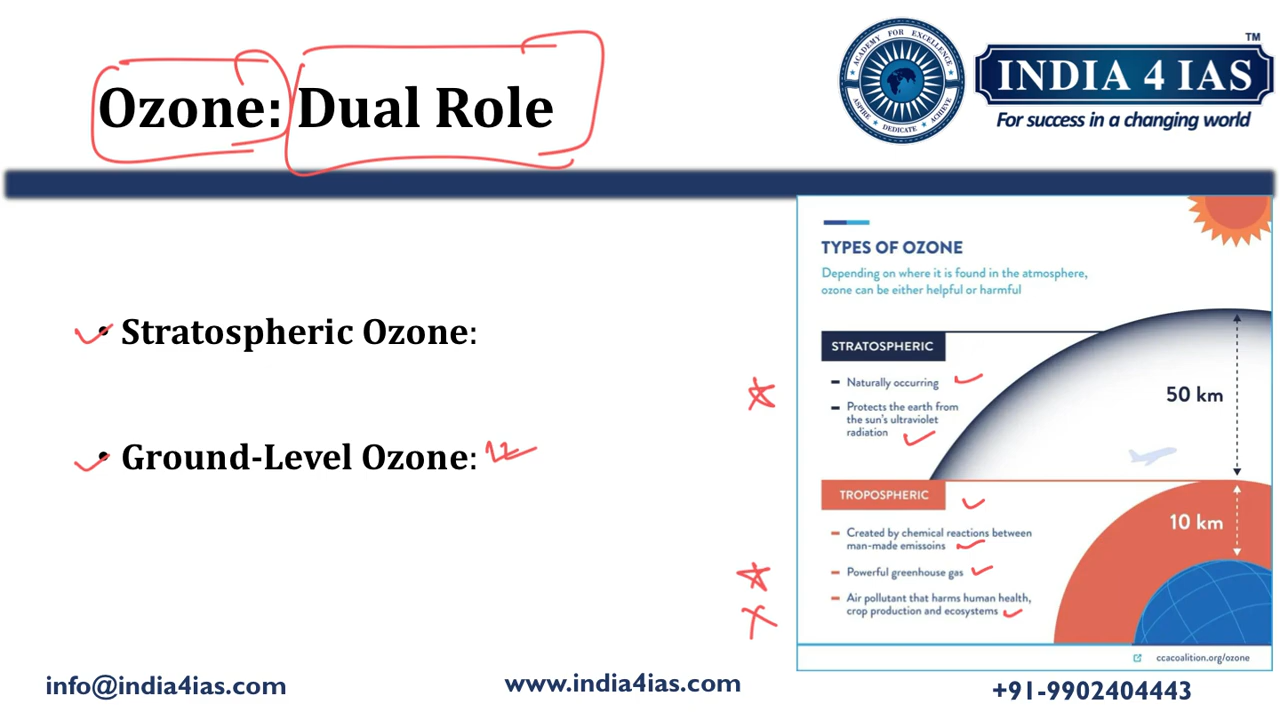 Ozone: Dual Role
ACADEMY FOR EXCELLENCE
ASPIRE DEDICATE ACHIEVE
INDIA 4 IAS
TM
For success in a changing world
• Stratospheric Ozone:
• Ground-Level Ozone:
TYPES OF OZONE
Depending on where it is found in the atmosphere,
ozone can be either helpful or harmful
STRATOSPHERIC
Naturally occurring
Protects the earth from
the sun's ultraviolet
radiation
50 km
TROPOSPHERIC
10 km
Created by chemical reactions between
man-made emissoins
Powerful greenhouse gas
Air pollutant that harms human health,
crop production and ecosystems
ccacoalition.org/ozone
info@india4ias.com
www.india4ias.com
+91-9902404443